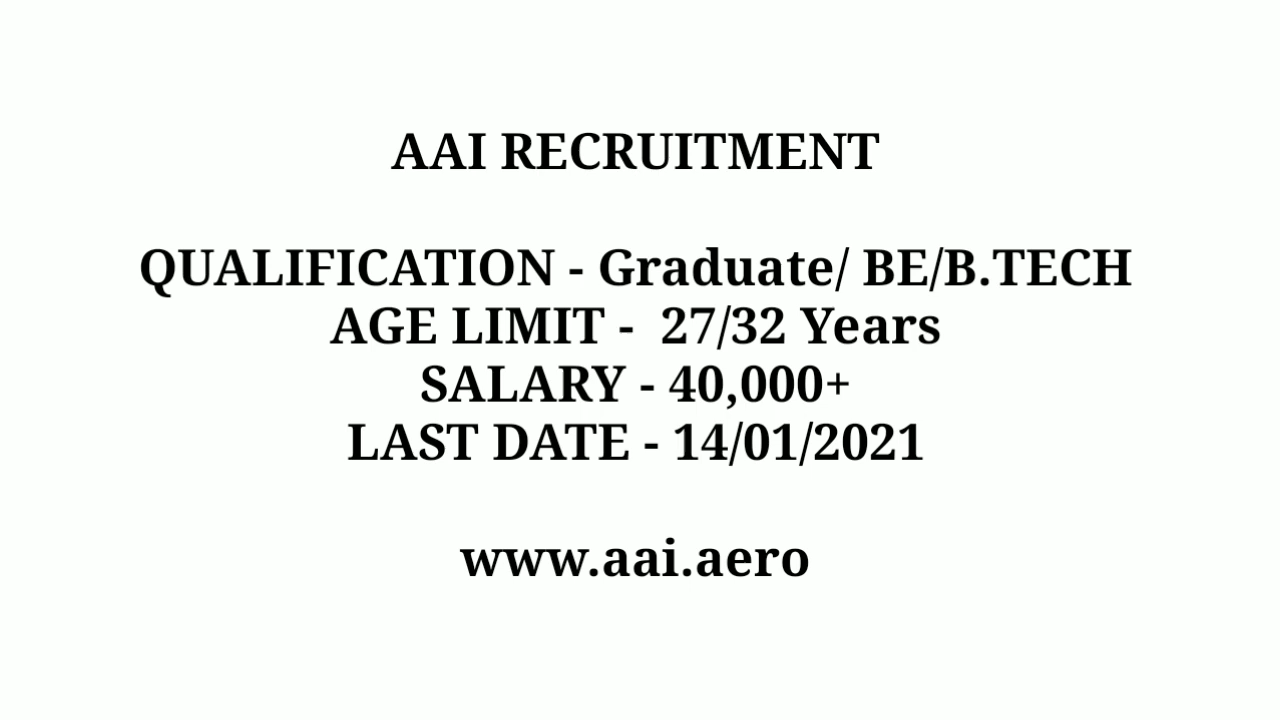 AAI RECRUITMENT
QUALIFICATION - Graduate/ BE/B.TECH
AGE LIMIT -  27/32 Years
SALARY - 40,000+
LAST DATE - 14/01/2021
www.aai.aero